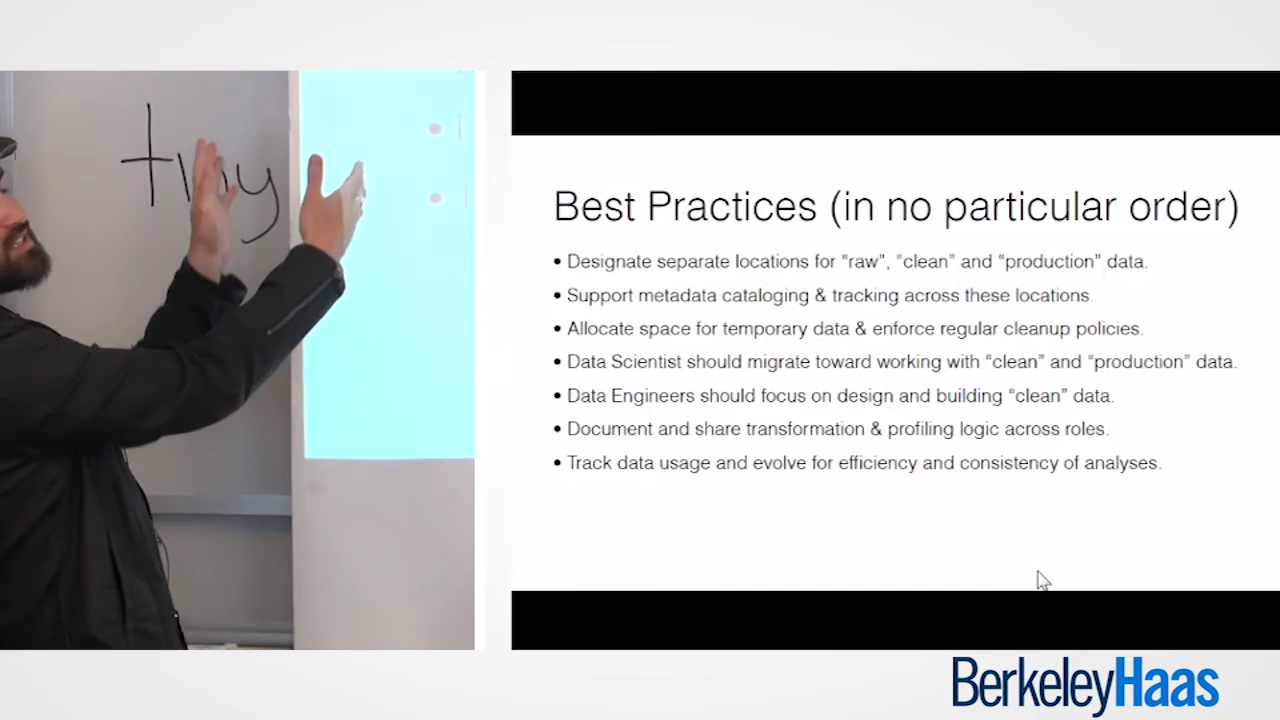 tiny
Best Practices (in no particular order)
• Designate separate locations for “raw”, “clean” and “production” data.
• Support metadata cataloging & tracking across these locations.
• Allocate space for temporary data & enforce regular cleanup policies.
• Data Scientist should migrate toward working with “clean” and “production” data.
• Data Engineers should focus on design and building “clean” data.
• Document and share transformation & profiling logic across roles.
• Track data usage and evolve for efficiency and consistency of analyses.
BerkeleyHaas